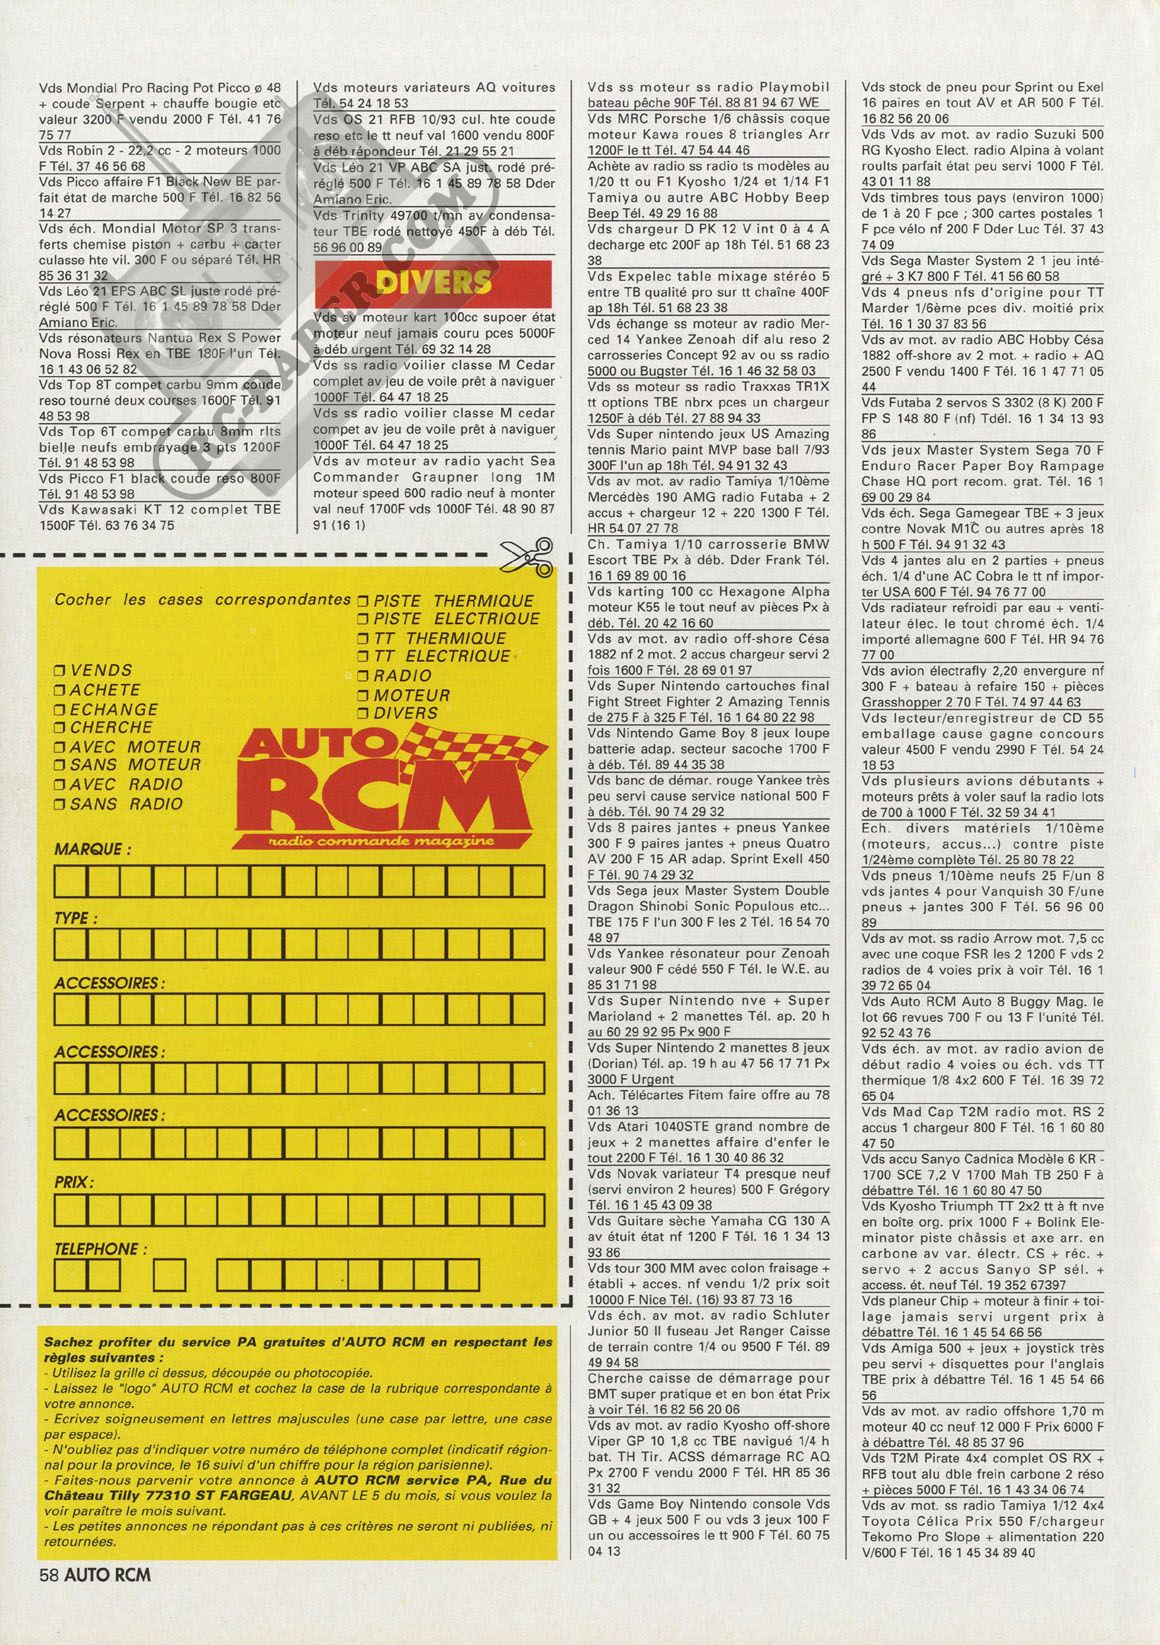 Vds Mondial Pro Racing Pot Picco ø 48
+ coude Serpent + chauffe bougie etc
valeur 3200 F vendu 2000 F Tél. 41 76
75 77
Vds Robin 2 - 22,2 cc - 2 moteurs 1000
F Tél. 37 46 56 68
Vds Picco affaire F1 Black New BE par-
fait état de marche 500 F Tél. 16 82 56
14 27
Vds éch. Mondial Motor SP 3 trans-
ferts chemise piston + carbu + carter
culasse hte vil. 300 F ou séparé Tél. HR
85 36 31 32
Vds Léo 21 EPS ABC SL juste rodé pré-
réglé 500 F Tél. 16 1 45 89 78 58 Dder
Amiano Eric.
Vds résonateurs Nantua Rex S Power
Nova Rossi Rex en TBE 180F l'un Tél.
16 1 43 06 52 82
Vds Top 8T compet carbu 9mm coude
reso tourné deux courses 1600F Tél. 91
48 53 98
Vds Top 6T compet carbu 8mm rlts
bielle neufs embrayage 3 pts 1200F
Tél. 91 48 53 98
Vds Picco F1 black coude reso 800F
Tél. 91 48 53 98
Vds Kawasaki KT 12 complet TBE
1500F Tél. 63 76 34 75
Vds moteurs variateurs AQ voitures
Tél. 54 24 18 53
Vds OS 21 RFB 10/93 cul. hte coude
reso etc le tt neuf val 1600 vendu 800F
à déb répondeur Tél. 21 29 55 21
Vds Léo 21 VP ABC SA just. rodé pré-
réglé 500 F Tél. 16 1 45 89 78 58 Dder
Amiano Eric.
Vds Trinity 49700 t/mn av condensa-
teur TBE rodé nettoyé 450F à déb Tél.
56 96 00 89
DIVERS
Vds av moteur kart 100cc supoer état
moteur neuf jamais couru pces 5000F
à déb urgent Tél. 69 32 14 28
Vds ss radio voilier classe M Cedar
complet av jeu de voile prêt à naviguer
1000F Tél. 64 47 18 25
Vds ss radio voilier classe M cedar
compet av jeu de voile prêt à naviguer
1000F Tél. 64 47 18 25
Vds av moteur av radio yacht Sea
Commander Graupner long 1M
moteur speed 600 radio neuf à monter
val neuf 1700F vds 1000F Tél. 48 90 87
91 (16 1)
RC-PAPER.COM
Cocher les cases correspondantes
PISTE THERMIQUE
PISTE ELECTRIQUE
TT THERMIQUE
TT ELECTRIQUE
RADIO
MOTEUR
DIVERS
VENDS
ACHETE
ECHANGE
CHERCHE
AVEC MOTEUR
SANS MOTEUR
AVEC RADIO
SANS RADIO
AUTO
RCM
radio commande magazine
MARQUE :
TYPE :
ACCESSOIRES :
ACCESSOIRES :
ACCESSOIRES :
PRIX :
TELEPHONE :
Sachez profiter du service PA gratuites d'AUTO RCM en respectant les
règles suivantes :
- Utilisez la grille ci dessus, découpée ou photocopiée.
- Laissez le "logo" AUTO RCM et cochez la case de la rubrique correspondante à
votre annonce.
- Ecrivez soigneusement en lettres majuscules (une case par lettre, une case
par espace).
- N'oubliez pas d'indiquer votre numéro de téléphone complet (indicatif région-
nal pour la province, le 16 suivi d'un chiffre pour la région parisienne).
- Faites-nous parvenir votre annonce à AUTO RCM service PA, Rue du
Château Tilly 77310 ST FARGEAU, AVANT LE 5 du mois, si vous voulez la
voir paraître le mois suivant.
- Les petites annonces ne répondant pas à ces critères ne seront ni publiées, ni
retournées.
58 AUTO RCM
Vds ss moteur ss radio Playmobil
bateau pêche 90F Tél. 88 81 94 67 WE
Vds MRC Porsche 1/6 châssis coque
moteur Kawa roues 8 triangles Arr
1200F le tt Tél. 47 54 44 46
Achète av radio ss radio ts modèles au
1/20 tt ou F1 Kyosho 1/24 et 1/14 F1
Tamiya ou autre ABC Hobby Beep
Beep Tél. 49 29 16 88
Vds chargeur D PK 12 V int 0 à 4 A
decharge etc 200F ap 18h Tél. 51 68 23
38
Vds Expelec table mixage stéréo 5
entre TB qualité pro sur tt chaîne 400F
ap 18h Tél. 51 68 23 38
Vds échange ss moteur av radio Mer-
ced 14 Yankee Zenoah dif alu reso 2
carrosseries Concept 92 av ou ss radio
5000 ou Bugster Tél. 16 1 46 32 58 03
Vds ss moteur ss radio Traxxas TR1X
tt options TBE nbrx pces un chargeur
1250F à déb Tél. 27 88 94 33
Vds Super nintendo jeux US Amazing
tennis Mario paint MVP base ball 7/93
300F l'un ap 18h Tél. 94 91 32 43
Vds av mot. av radio Tamiya 1/10ème
Mercédès 190 AMG radio Futaba + 2
accus + chargeur 12 + 220 1300 F Tél.
HR 54 07 27 78
Ch. Tamiya 1/10 carrosserie BMW
Escort TBE Px à déb. Dder Frank Tél.
16 1 69 89 00 16
Vds karting 100 cc Hexagone Alpha
moteur K55 le tout neuf av pièces Px à
déb. Tél. 20 42 16 60
Vds av mot. av radio off-shore Césa
1882 nf 2 mot. 2 accus chargeur servi 2
fois 1600 F Tél. 28 69 01 97
Vds Super Nintendo cartouches final
Fight Street Fighter 2 Amazing Tennis
de 275 F à 325 F Tél. 16 1 64 80 22 98
Vds Nintendo Game Boy 8 jeux loupe
batterie adap. secteur sacoche 1700 F
à déb. Tél. 89 44 35 38
Vds banc de démar. rouge Yankee très
peu servi cause service national 500 F
à déb. Tél. 90 74 29 32
Vds 8 paires jantes + pneus Yankee
300 F 9 paires jantes + pneus Quatro
AV 200 F 15 AR adap. Sprint Exell 450
F Tél. 90 74 29 32
Vds Sega jeux Master System Double
Dragon Shinobi Sonic Populous etc...
TBE 175 F l'un 300 F les 2 Tél. 16 54 70
48 97
Vds Yankee résonateur pour Zenoah
valeur 900 F cédé 550 F Tél. le W.E. au
85 31 71 98
Vds Super Nintendo nve + Super
Marioland + 2 manettes Tél. ap. 20 h
au 60 29 92 95 Px 900 F
Vds Super Nintendo 2 manettes 8 jeux
(Dorian) Tél. ap. 19 h au 47 56 17 71 Px
3000 F Urgent
Ach. Télécartes Fitem faire offre au 78
01 36 13
Vds Atari 1040STE grand nombre de
jeux + 2 manettes affaire d'enfer le
tout 2200 F Tél. 16 1 30 40 86 32
Vds Novak variateur T4 presque neuf
(servi environ 2 heures) 500 F Grégory
Tél. 16 1 45 43 09 38
Vds Guitare sèche Yamaha CG 130 A
av étuit état nf 1200 F Tél. 16 1 34 13
93 86
Vds tour 300 MM avec colon fraisage +
établi + acces. nf vendu 1/2 prix soit
10000 F Nice Tél. (16) 93 87 73 16
Vds éch. av mot. av radio Schluter
Junior 50 II fuseau Jet Ranger Caisse
de terrain contre 1/4 ou 9500 F Tél. 89
49 94 58
Cherche caisse de démarrage pour
BMT super pratique et en bon état Prix
à voir Tél. 16 82 56 20 06
Vds av mot. av radio Kyosho off-shore
Viper GP 10 1,8 cc TBE navigué 1/4 h
bat. TH Tir. ACSS démarrage RC AQ
Px 2700 F vendu 2000 F Tél. HR 85 36
31 32
Vds Game Boy Nintendo console Vds
GB + 4 jeux 500 F ou vds 3 jeux 100 F
un ou accessoires le tt 900 F Tél. 60 75
04 13
Vds stock de pneu pour Sprint ou Exel
16 paires en tout AV et AR 500 F Tél.
16 82 56 20 06
Vds Vds av mot. av radio Suzuki 500
RG Kyosho Elect. radio Alpina à volant
roults parfait état peu servi 1000 F Tél.
43 01 11 88
Vds timbres tous pays (environ 1000)
de 1 à 20 F pce ; 300 cartes postales 1
F pce vélo nf 200 F Dder Luc Tél. 37 43
74 09
Vds Sega Master System 2 1 jeu inté-
gré + 3 K7 800 F Tél. 41 56 60 58
Vds 4 pneus nfs d'origine pour TT
Marder 1/6ème pces div. moitié prix
Tél. 16 1 30 37 83 56
Vds av mot. av radio ABC Hobby Césa
1882 off-shore av 2 mot. + radio + AQ
2500 F vendu 1400 F Tél. 16 1 47 71 05
44
Vds Futaba 2 servos S 3302 (8 K) 200 F
FP S 148 80 F (nf) Tdél. 16 1 34 13 93
86
Vds jeux Master System Sega 70 F
Enduro Racer Paper Boy Rampage
Chase HQ port recom. grat. Tél. 16 1
69 00 29 84
Vds éch. Sega Gamegear TBE + 3 jeux
contre Novak M1C ou autres après 18
h 500 F Tél. 94 91 32 43
Vds 4 jantes alu en 2 parties + pneus
éch. 1/4 d'une AC Cobra le tt nf impor-
ter USA 600 F Tél. 94 76 77 00
Vds radiateur refroidi par eau + venti-
lateur élec. le tout chromé éch. 1/4
importé allemagne 600 F Tél. HR 94 76
77 00
Vds avion électrafly 2,20 envergure nf
300 F + bateau à refaire 150 + pièces
Grasshopper 2 70 F Tél. 74 97 44 63
Vds lecteur/enregistreur de CD 55
emballage cause gagne concours
valeur 4500 F vendu 2990 F Tél. 54 24
18 53
Vds plusieurs avions débutants +
moteurs prêts à voler sauf la radio lots
de 700 à 1000 F Tél. 32 59 34 41
Ech. divers matériels 1/10ème
(moteurs, accus...) contre piste
1/24ème complète Tél. 25 80 78 22
Vds pneus 1/10ème neufs 25 F/un 8
vds jantes 4 pour Vanquish 30 F/une
pneus + jantes 300 F Tél. 56 96 00
89
Vds av mot. ss radio Arrow mot. 7,5 cc
avec une coque FSR les 2 1200 F vds 2
radios de 4 voies prix à voir Tél. 16 1
39 72 65 04
Vds Auto RCM Auto 8 Buggy Mag. le
lot 66 revues 700 F ou 13 F l'unité Tél.
92 52 43 76
Vds éch. av mot. av radio avion de
début radio 4 voies ou éch. vds TT
thermique 1/8 4x2 600 F Tél. 16 39 72
65 04
Vds Mad Cap T2M radio mot. RS 2
accus 1 chargeur 800 F Tél. 16 1 60 80
47 50
Vds accu Sanyo Cadnica Modèle 6 KR -
1700 SCE 7,2 V 1700 Mah TB 250 F à
débattre Tél. 16 1 60 80 47 50
Vds Kyosho Triumph TT 2x2 tt à ft nve
en boîte org. prix 1000 F + Bolink Ele-
minator piste châssis et axe arr. en
carbone av var. électr. CS + réc. +
servo + 2 accus Sanyo SP sél. +
access. ét. neuf Tél. 19 352 67397
Vds planeur Chip + moteur à finir + toi-
lage jamais servi urgent prix à
débattre Tél. 16 1 45 54 66 56
Vds Amiga 500 + jeux + joystick très
peu servi + disquettes pour l'anglais
TBE prix à débattre Tél. 16 1 45 54 66
56
Vds av mot. av radio offshore 1,70 m
moteur 40 cc neuf 12 000 F Prix 6000 F
à débattre Tél. 48 85 37 96
Vds T2M Pirate 4x4 complet OS RX +
RFB tout alu dble frein carbone 2 réso
+ pièces 5000 F Tél. 16 1 43 34 06 74
Vds av mot. ss radio Tamiya 1/12 4x4
Toyota Célica Prix 550 F/chargeur
Tekomo Pro Slope + alimentation 220
V/600 F Tél. 16 1 45 34 89 40